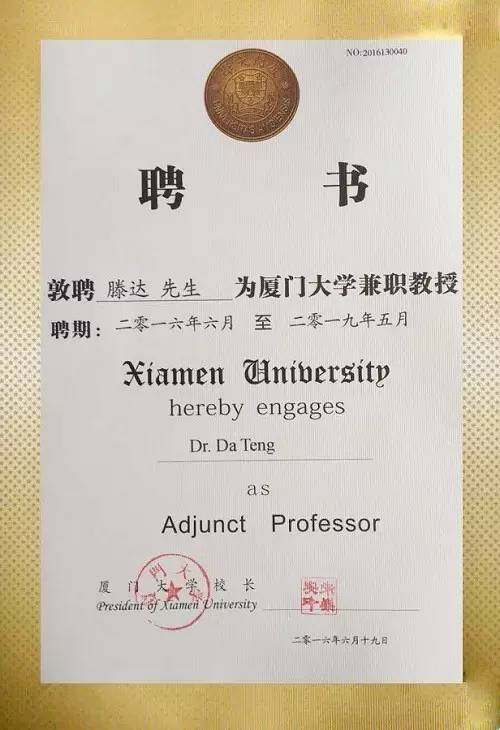 NO:2016130040
聘 书
敦聘 滕达 先生 为厦门大学兼职教授
聘期：二零一六年六月 至 二零一九年五月
Xiamen University
hereby engages
Dr. Da Teng
as
Adjunct Professor
厦门大学校长
President of Xiamen University
二零一六年六月十九日